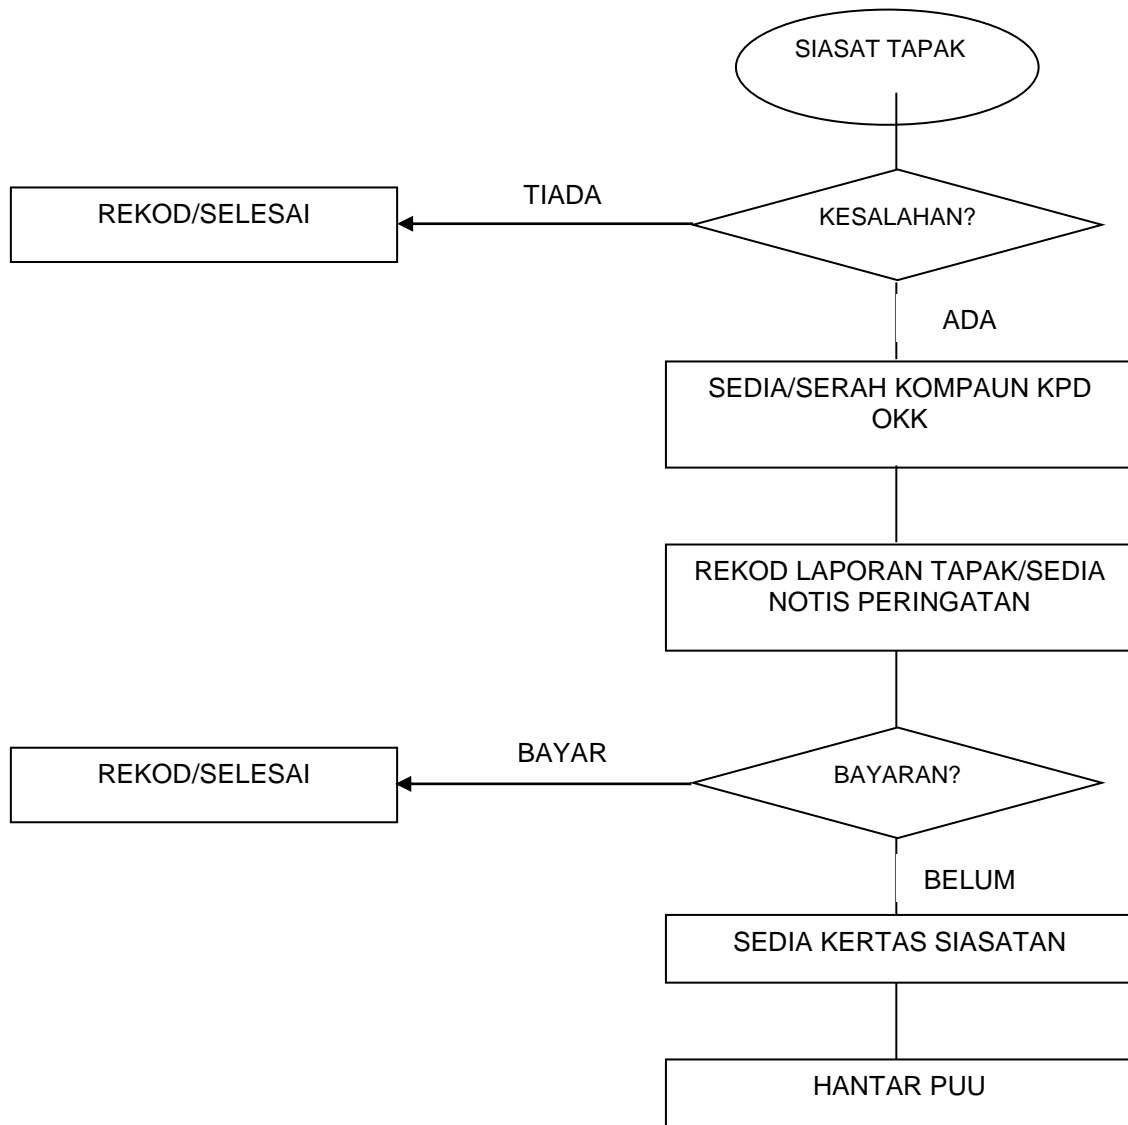 SIASAT TAPAK
TIADA
REKOD/SELESAI
KESALAHAN?
ADA
SEDIA/SERAH KOMPAUN KPD
OKK
REKOD LAPORAN TAPAK/SEDIA
NOTIS PERINGATAN
BAYAR
REKOD/SELESAI
BAYARAN?
BELUM
SEDIA KERTAS SIASATAN
HANTAR PUU